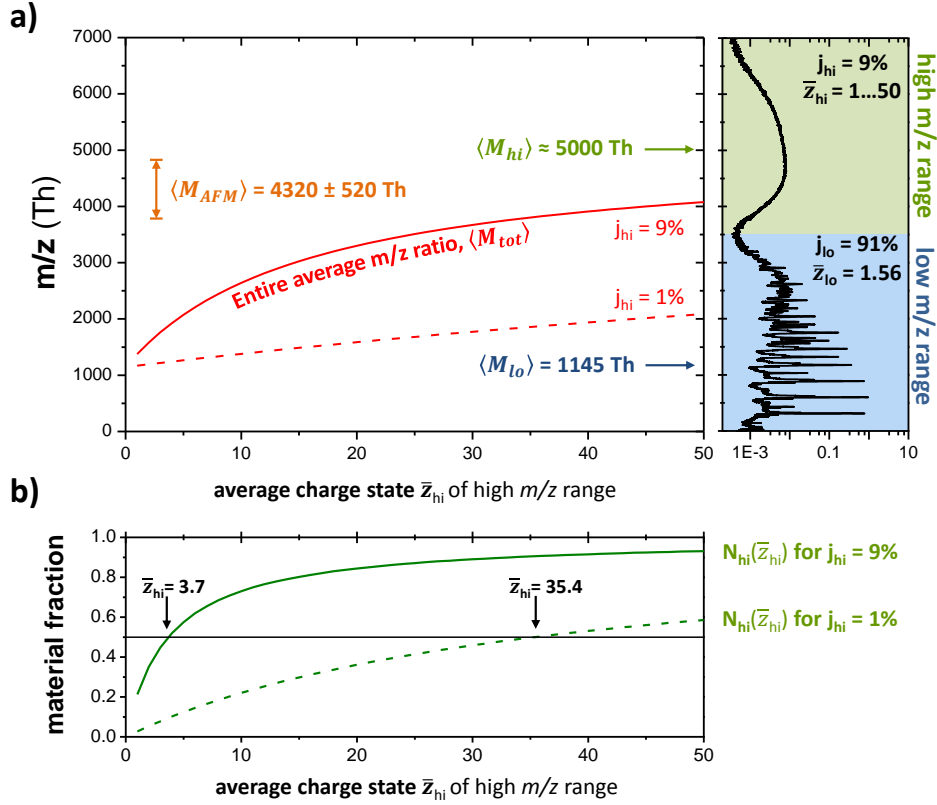 a)
7000
6000
5000
4000
3000
2000
1000
0
m/z (Th)
⟨M_AFM⟩ = 4320 ± 520 Th
⟨M_hi⟩ ≈ 5000 Th
Entire average m/z ratio, ⟨M_tot⟩
j_hi = 9%
j_hi = 1%
⟨M_lo⟩ = 1145 Th
0 10 20 30 40 50
average charge state z̅_hi of high m/z range
j_hi = 9%
z̅_hi = 1...50
high m/z range
j_lo = 91%
z̅_lo = 1.56
low m/z range
1E-3 0.1 10
b)
1.0
0.8
0.6
0.4
0.2
0.0
material fraction
z̅_hi = 3.7
z̅_hi = 35.4
N_hi(z̅_hi) for j_hi = 9%
N_hi(z̅_hi) for j_hi = 1%
0 10 20 30 40 50
average charge state z̅_hi of high m/z range